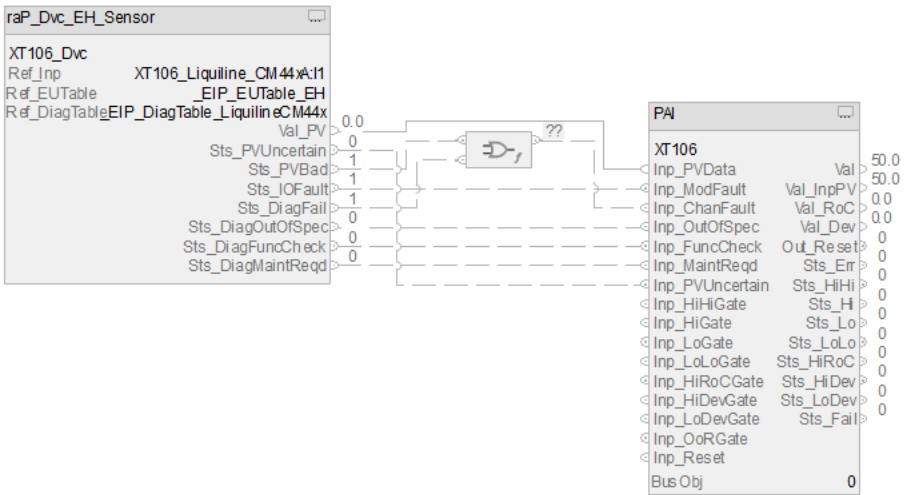 raP_Dvc_EH_Sensor
XT106_Dvc
Ref_Inp XT106_Liquiline_CM44xA:I1
Ref_EUTable _EIP_EUTable_EH
Ref_DiagTable _EIP_DiagTable_LiquilineCM44x
Val_PV 0.0
Sts_PVUncertain 0
Sts_PVBad 1
Sts_IOFault 1
Sts_DiagFail 1
Sts_DiagOutOfSpec 0
Sts_DiagFuncCheck 0
Sts_DiagMaintReqd 0
f
??
PAI
XT106
Inp_PVData Val 50.0
Inp_ModFault Val_InpPV 50.0
Inp_ChanFault Val_RoC 0.0
Inp_OutOfSpec Val_Dev 0.0
Inp_FuncCheck Out_Reset 0
Inp_MaintReqd Sts_Err 0
Inp_PVUncertain Sts_HiHi 0
Inp_HiHiGate Sts_Hi 0
Inp_HiGate Sts_Lo 0
Inp_LoGate Sts_LoLo 0
Inp_LoLoGate Sts_HiRoC 0
Inp_HiRoCGate Sts_HiDev 0
Inp_HiDevGate Sts_LoDev 0
Inp_LoDevGate Sts_Fail 0
Inp_OoRGate
Inp_Reset
BusObj 0